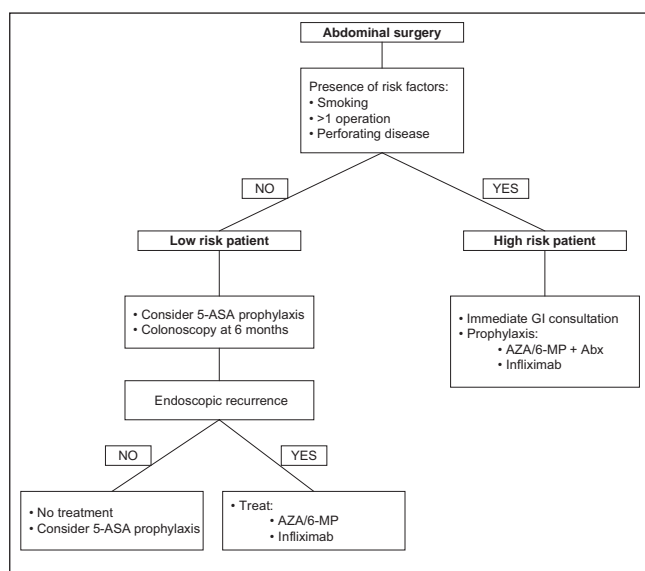 Abdominal surgery
Presence of risk factors:
• Smoking
• >1 operation
• Perforating disease
NO
YES
Low risk patient
High risk patient
• Consider 5-ASA prophylaxis
• Colonoscopy at 6 months
• Immediate GI consultation
• Prophylaxis:
• AZA/6-MP + Abx
• Infliximab
Endoscopic recurrence
NO
YES
• No treatment
• Consider 5-ASA prophylaxis
• Treat:
• AZA/6-MP
• Infliximab